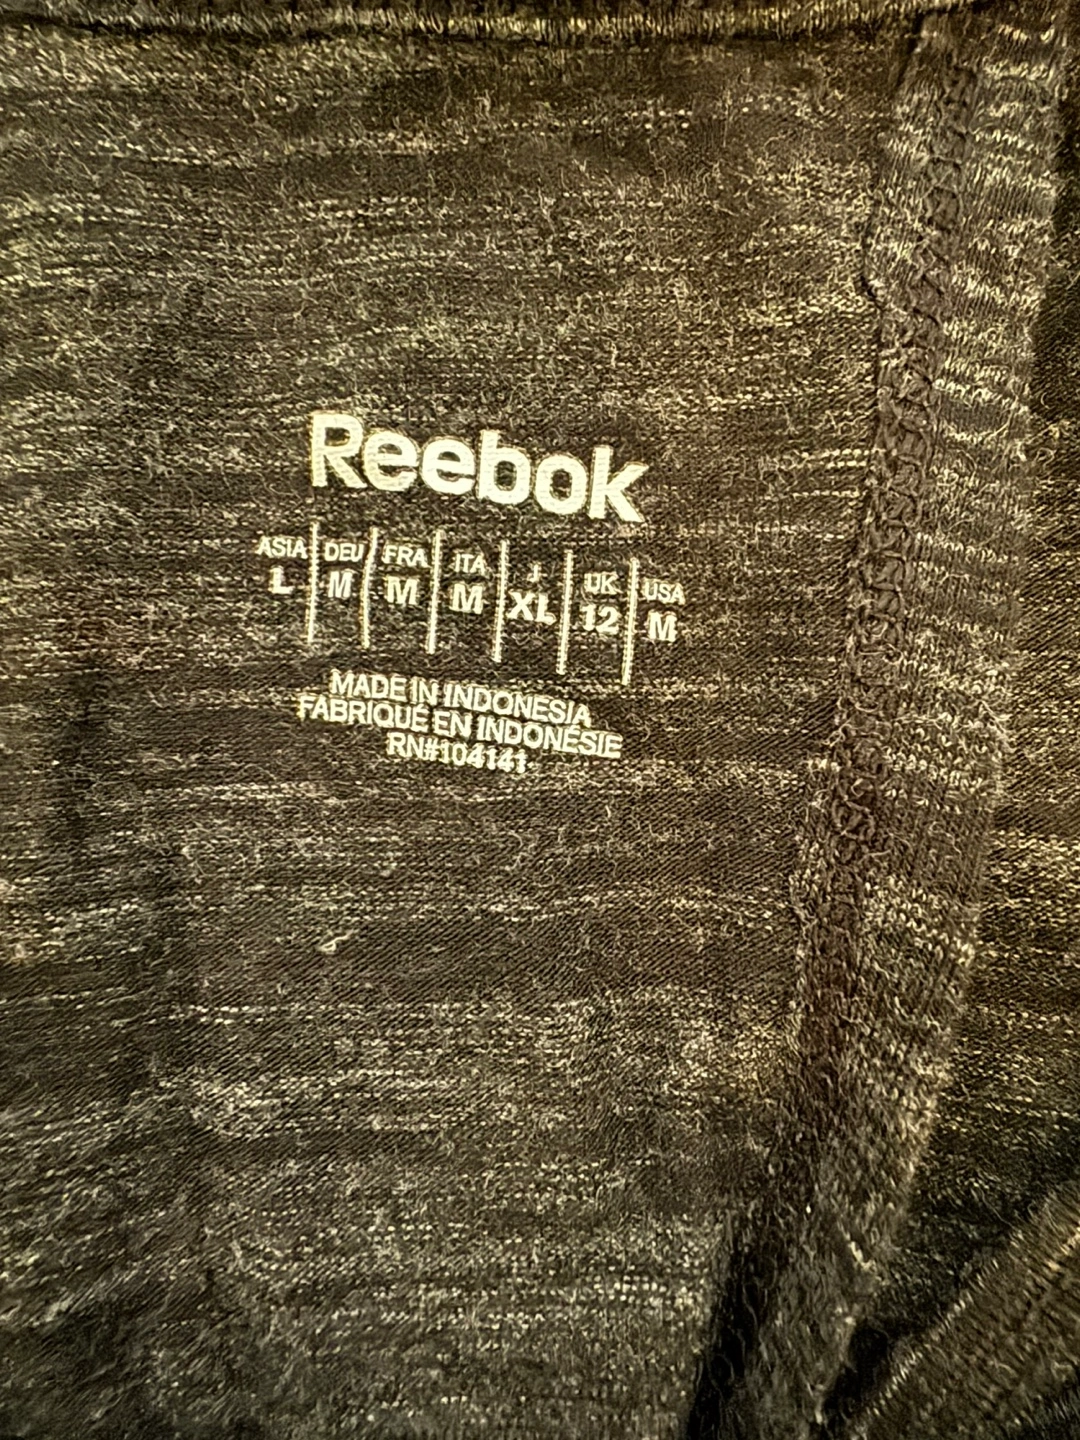 Reebok
ASIA DEU FRA ITA J UK USA
L M M M XL 12 M
MADE IN INDONESIA
FABRIQUÉ EN INDONÉSIE
RN#104141